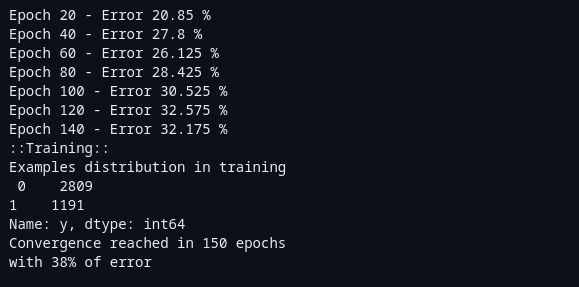 Epoch 20 - Error 20.85 %
Epoch 40 - Error 27.8 %
Epoch 60 - Error 26.125 %
Epoch 80 - Error 28.425 %
Epoch 100 - Error 30.525 %
Epoch 120 - Error 32.575 %
Epoch 140 - Error 32.175 %
::Training::
Examples distribution in training
 0    2809
1    1191
Name: y, dtype: int64
Convergence reached in 150 epochs
with 38% of error